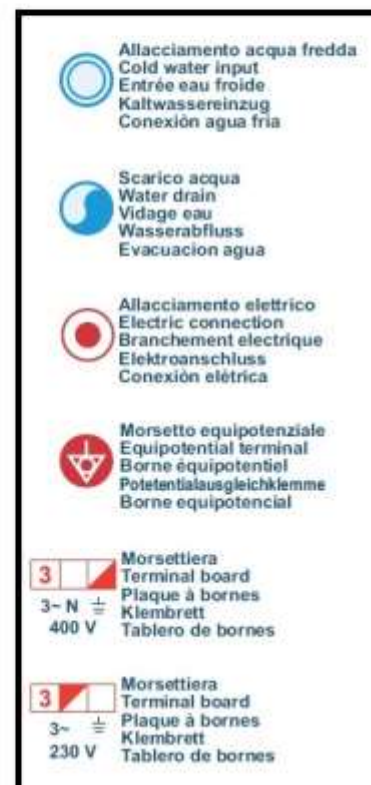 Allacciamento acqua fredda
Cold water input
Entrée eau froide
Kaltwassereinzug
Conexiòn agua fria
Scarico acqua
Water drain
Vidage eau
Wasserabfluss
Evacuacion agua
Allacciamento elettrico
Electric connection
Branchement electrique
Elektroanschluss
Conexiòn elétrica
Morsetto equipotenziale
Equipotential terminal
Borne équipotentiel
Potetentialausgleichklemme
Borne equipotencial
3
3~ N
400 V
Morsettiera
Terminal board
Plaque à bornes
Klembrett
Tablero de bornes
3
3~
230 V
Morsettiera
Terminal board
Plaque à bornes
Klembrett
Tablero de bornes